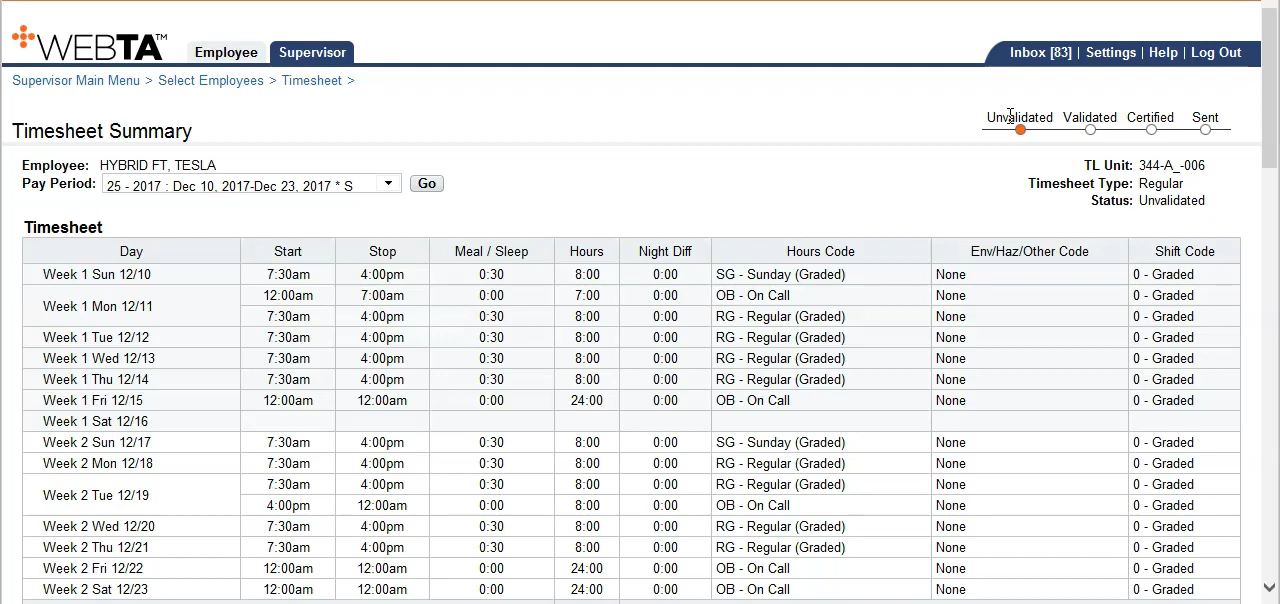 WEBTA™ Employee Supervisor Inbox [83] | Settings | Help | Log Out
Supervisor Main Menu > Select Employees > Timesheet >
Unvalidated Validated Certified Sent
Timesheet Summary
Employee: HYBRID FT, TESLA TL Unit: 344-A_-006
Pay Period: 25 - 2017 : Dec 10, 2017-Dec 23, 2017 * S Go Timesheet Type: Regular
Status: Unvalidated
Timesheet
Day Start Stop Meal / Sleep Hours Night Diff Hours Code Env/Haz/Other Code Shift Code
Week 1 Sun 12/10 7:30am 4:00pm 0:30 8:00 0:00 SG - Sunday (Graded) None 0 - Graded
Week 1 Mon 12/11 12:00am 7:00am 0:00 7:00 0:00 OB - On Call None 0 - Graded
7:30am 4:00pm 0:30 8:00 0:00 RG - Regular (Graded) None 0 - Graded
Week 1 Tue 12/12 7:30am 4:00pm 0:30 8:00 0:00 RG - Regular (Graded) None 0 - Graded
Week 1 Wed 12/13 7:30am 4:00pm 0:30 8:00 0:00 RG - Regular (Graded) None 0 - Graded
Week 1 Thu 12/14 7:30am 4:00pm 0:30 8:00 0:00 RG - Regular (Graded) None 0 - Graded
Week 1 Fri 12/15 12:00am 12:00am 0:00 24:00 0:00 OB - On Call None 0 - Graded
Week 1 Sat 12/16
Week 2 Sun 12/17 7:30am 4:00pm 0:30 8:00 0:00 SG - Sunday (Graded) None 0 - Graded
Week 2 Mon 12/18 7:30am 4:00pm 0:30 8:00 0:00 RG - Regular (Graded) None 0 - Graded
Week 2 Tue 12/19 7:30am 4:00pm 0:30 8:00 0:00 RG - Regular (Graded) None 0 - Graded
4:00pm 12:00am 0:00 8:00 0:00 OB - On Call None 0 - Graded
Week 2 Wed 12/20 7:30am 4:00pm 0:30 8:00 0:00 RG - Regular (Graded) None 0 - Graded
Week 2 Thu 12/21 7:30am 4:00pm 0:30 8:00 0:00 RG - Regular (Graded) None 0 - Graded
Week 2 Fri 12/22 12:00am 12:00am 0:00 24:00 0:00 OB - On Call None 0 - Graded
Week 2 Sat 12/23 12:00am 12:00am 0:00 24:00 0:00 OB - On Call None 0 - Graded